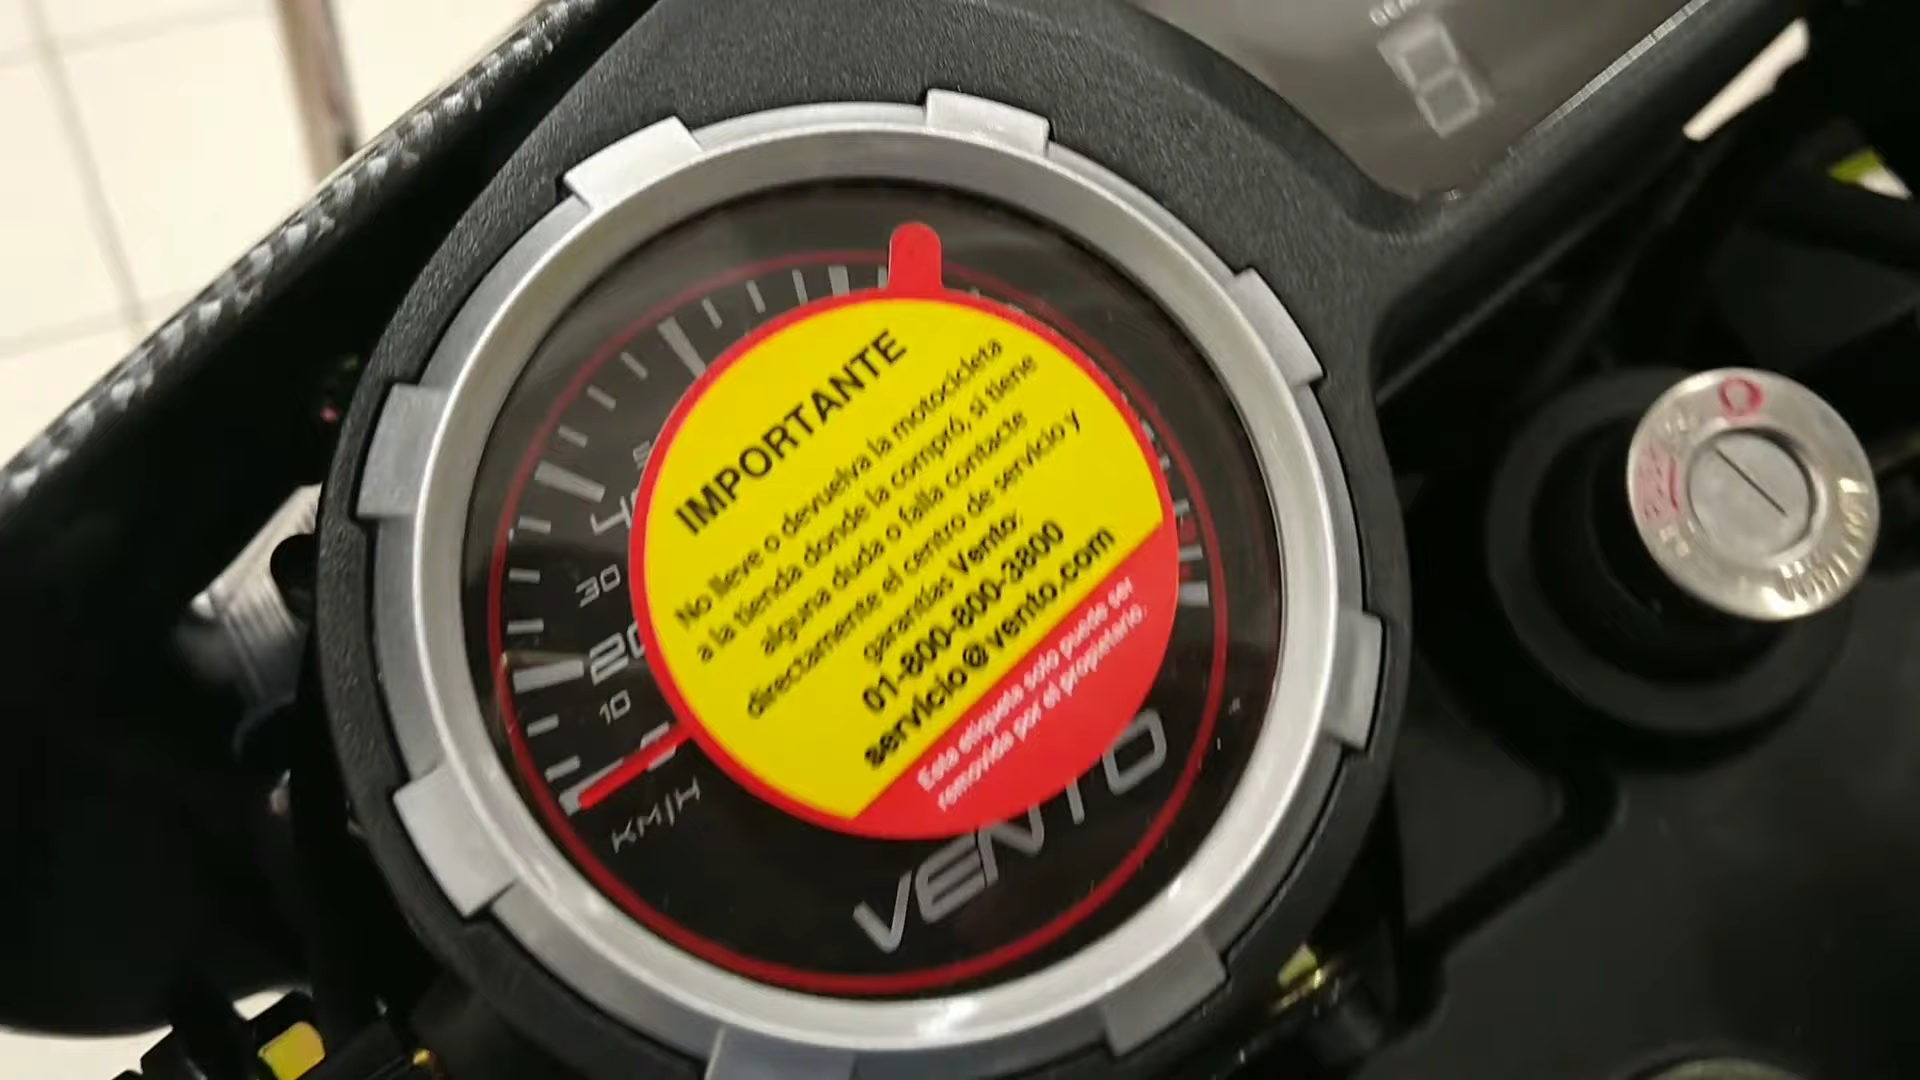 IMPORTANTE
No lleve o devuelva la motocicleta
a la tienda donde la compró, si tiene
alguna duda o falla contacte
directamente el centro de servicio y
garantías Vento:
01-800-800-3800
servicio@vento.com
Esta etiqueta solo puede ser
removida por el propietario.
30
20
10
KM/H
VENTO